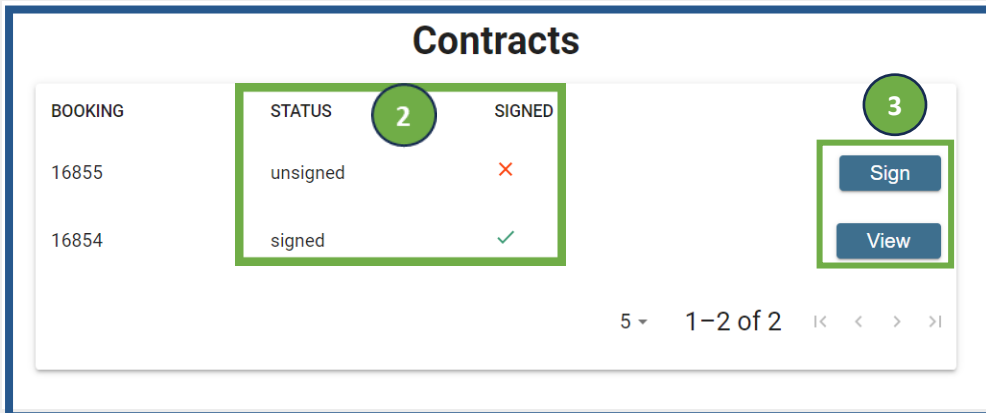 Contracts
BOOKING STATUS 2 SIGNED 3
16855 unsigned Sign
16854 signed View
5 1–2 of 2